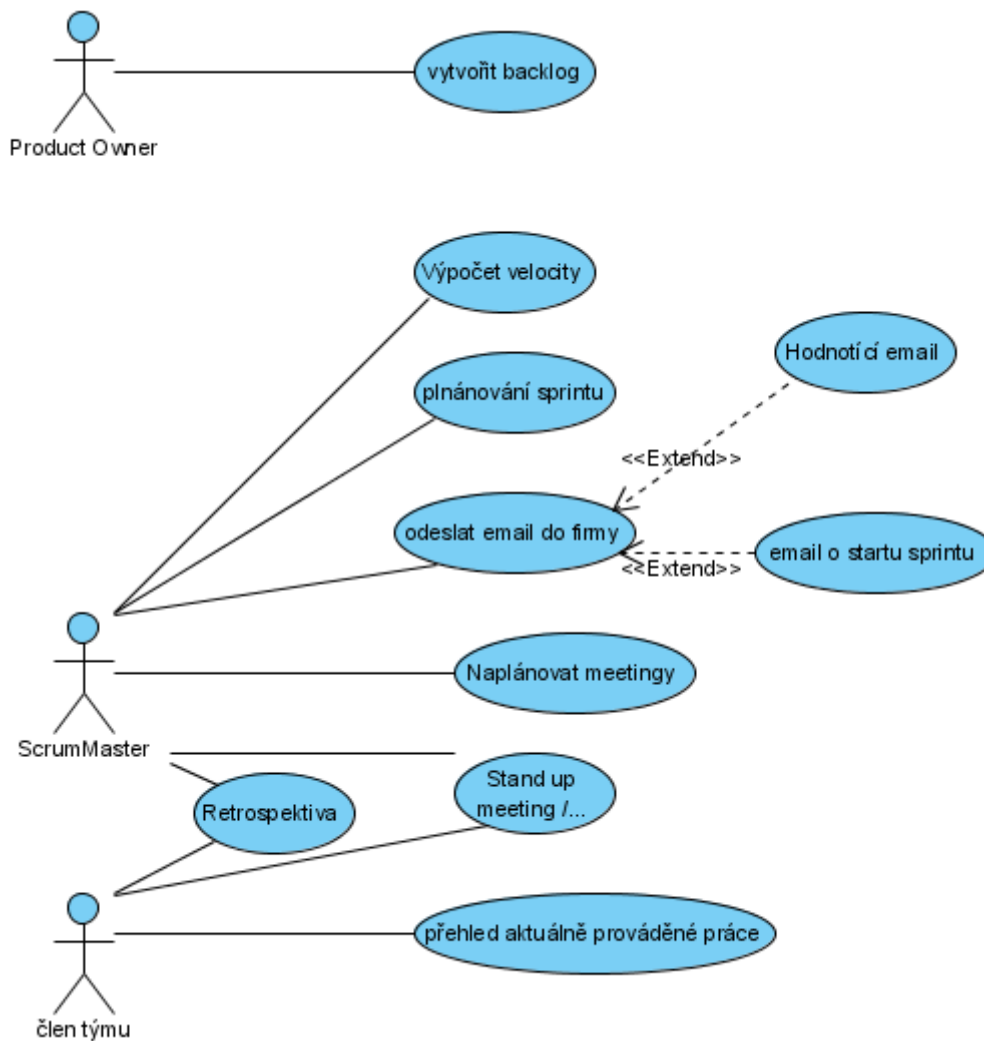 vytvořit backlog
Product Owner
Výpočet velocity
Hodnotící email
plnánování sprintu
<<Extend>>
odeslat email do firmy
email o startu sprintu
<<Extend>>
Naplánovat meetingy
ScrumMaster
Stand up
meeting /...
Retrospektiva
přehled aktuálně prováděné práce
člen týmu